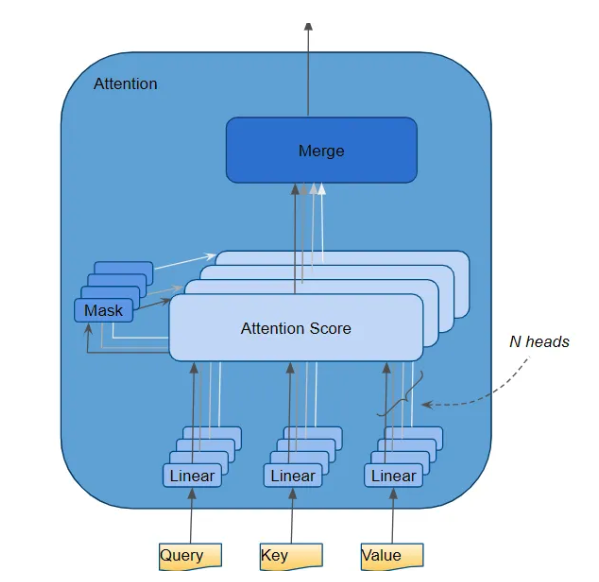 Attention
Merge
Mask
Attention Score
N heads
Linear
Linear
Linear
Query
Key
Value